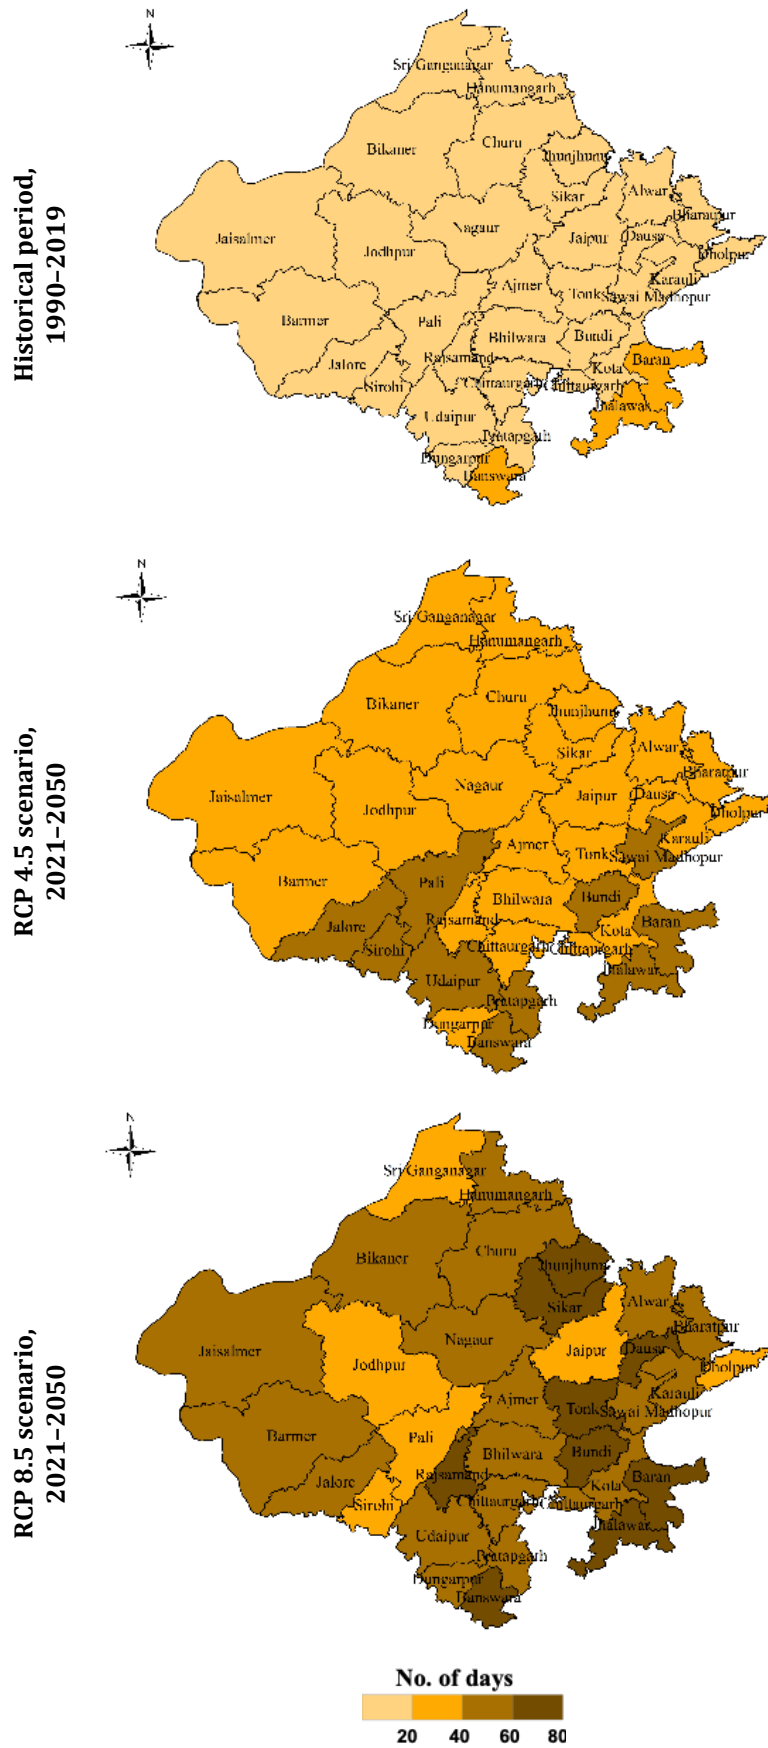 N
Historical period,
1990–2019
Sri Ganganagar
Hanumangarh
Bikaner
Churu
Jhunjhunu
Sikar
Alwar
Bharatpur
Jaisalmer
Nagaur
Jaipur
Dausa
Dholpur
Jodhpur
Ajmer
Tonk
Karauli
Sawai Madhopur
Barmer
Pali
Bhilwara
Bundi
Rajsamand
Baran
Jalore
Sirohi
Kota
Chittaurgarh
Chittaurgarh
Jhalawar
Udaipur
Pratapgarh
Dungarpur
Banswara
N
RCP 4.5 scenario,
2021–2050
Sri Ganganagar
Hanumangarh
Bikaner
Churu
Jhunjhunu
Sikar
Alwar
Bharatpur
Jaisalmer
Nagaur
Jaipur
Dausa
Dholpur
Jodhpur
Ajmer
Tonk
Karauli
Sawai Madhopur
Barmer
Pali
Bhilwara
Bundi
Rajsamand
Baran
Jalore
Sirohi
Kota
Chittaurgarh
Chittaurgarh
Jhalawar
Udaipur
Pratapgarh
Dungarpur
Banswara
N
RCP 8.5 scenario,
2021–2050
Sri Ganganagar
Hanumangarh
Bikaner
Churu
Jhunjhunu
Sikar
Alwar
Bharatpur
Jaisalmer
Nagaur
Jaipur
Dausa
Dholpur
Jodhpur
Ajmer
Tonk
Karauli
Sawai Madhopur
Barmer
Pali
Bhilwara
Bundi
Rajsamand
Baran
Jalore
Sirohi
Kota
Chittaurgarh
Chittaurgarh
Jhalawar
Udaipur
Pratapgarh
Dungarpur
Banswara
No. of days
20 40 60 80